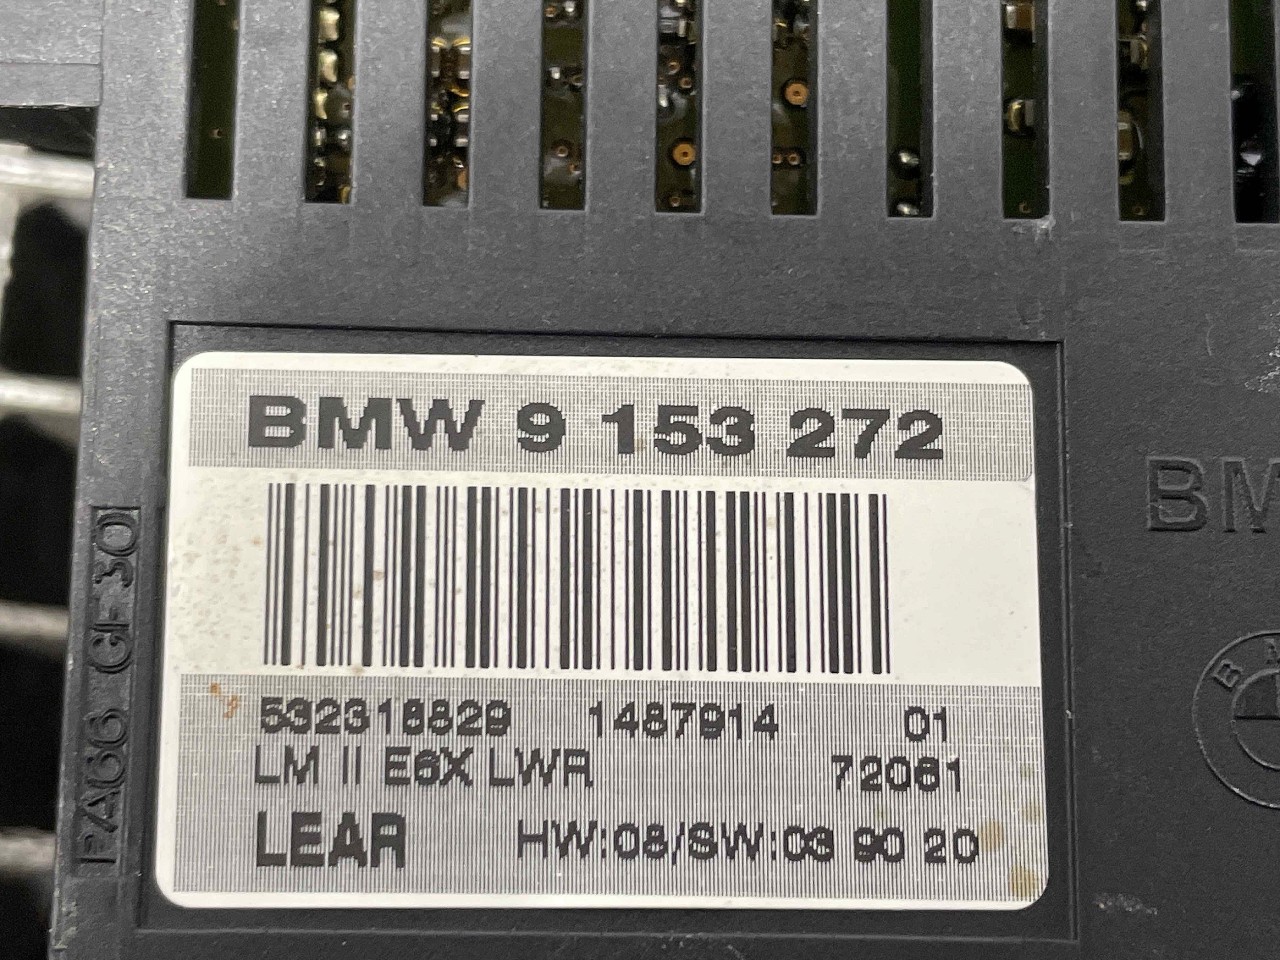 BMW 9 153 272
532318829 1487914 01
LM II E6X LWR 72061
LEAR HW:08/SW:03 90 20
PA66 GF30
BM
B M